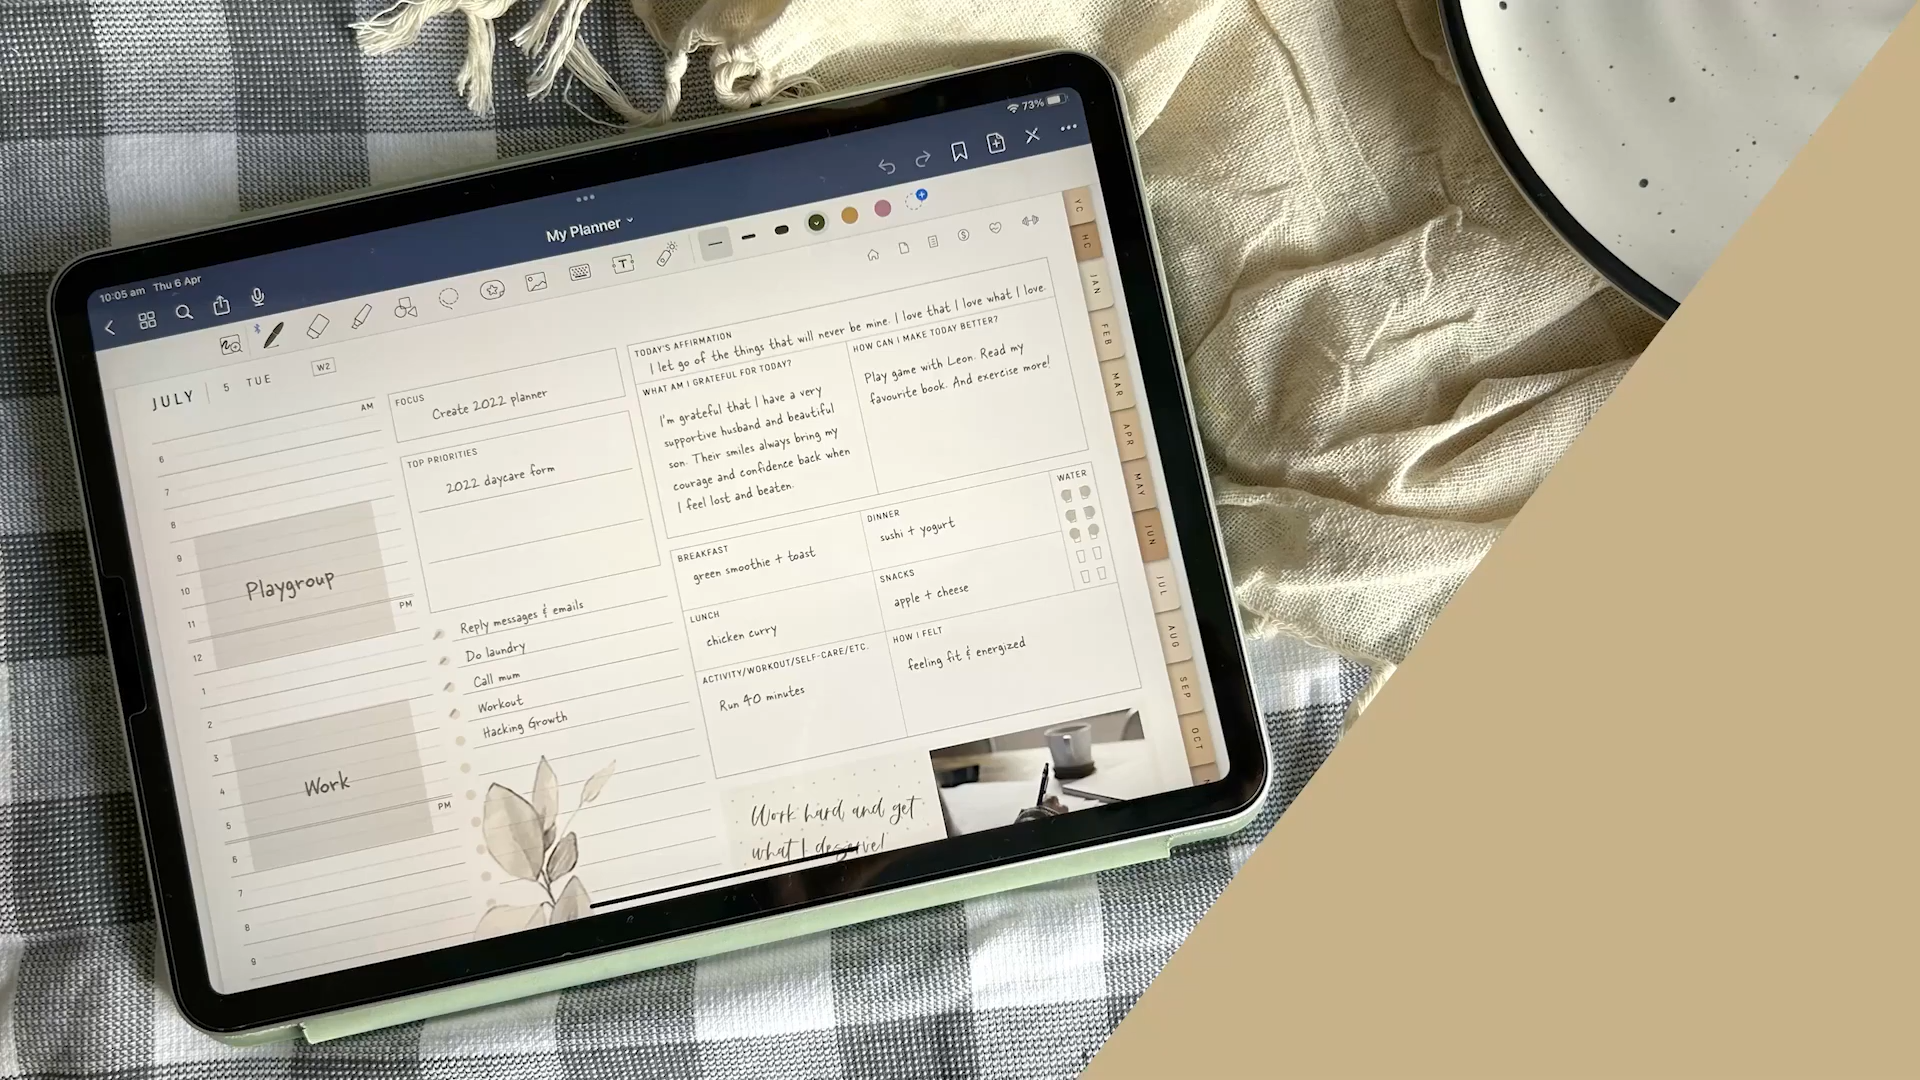 10:05 am Thu 6 Apr
73%
My Planner
T
JULY 5 TUE
W2
AM
6
7
8
9
10
11
PM
12
1
2
3
4
5
PM
6
7
8
9
Playgroup
Work
FOCUS
Create 2022 planner
TOP PRIORITIES
2022 daycare form
Reply messages & emails
Do laundry
Call mum
Workout
Hacking Growth
TODAY'S AFFIRMATION
I let go of the things that will never be mine. I love that I love what I love.
WHAT AM I GRATEFUL FOR TODAY?
I'm grateful that I have a very
supportive husband and beautiful
son. Their smiles always bring my
courage and confidence back when
I feel lost and beaten.
HOW CAN I MAKE TODAY BETTER?
Play game with Leon. Read my
favourite book. And exercise more!
BREAKFAST
green smoothie + toast
DINNER
sushi + yogurt
WATER
LUNCH
chicken curry
SNACKS
apple + cheese
ACTIVITY/WORKOUT/SELF-CARE/ETC.
Run 40 minutes
HOW I FELT
feeling fit & energized
Work hard and get
what I deserve!
YC
HC
JAN
FEB
MAR
APR
MAY
JUN
JUL
AUG
SEP
OCT